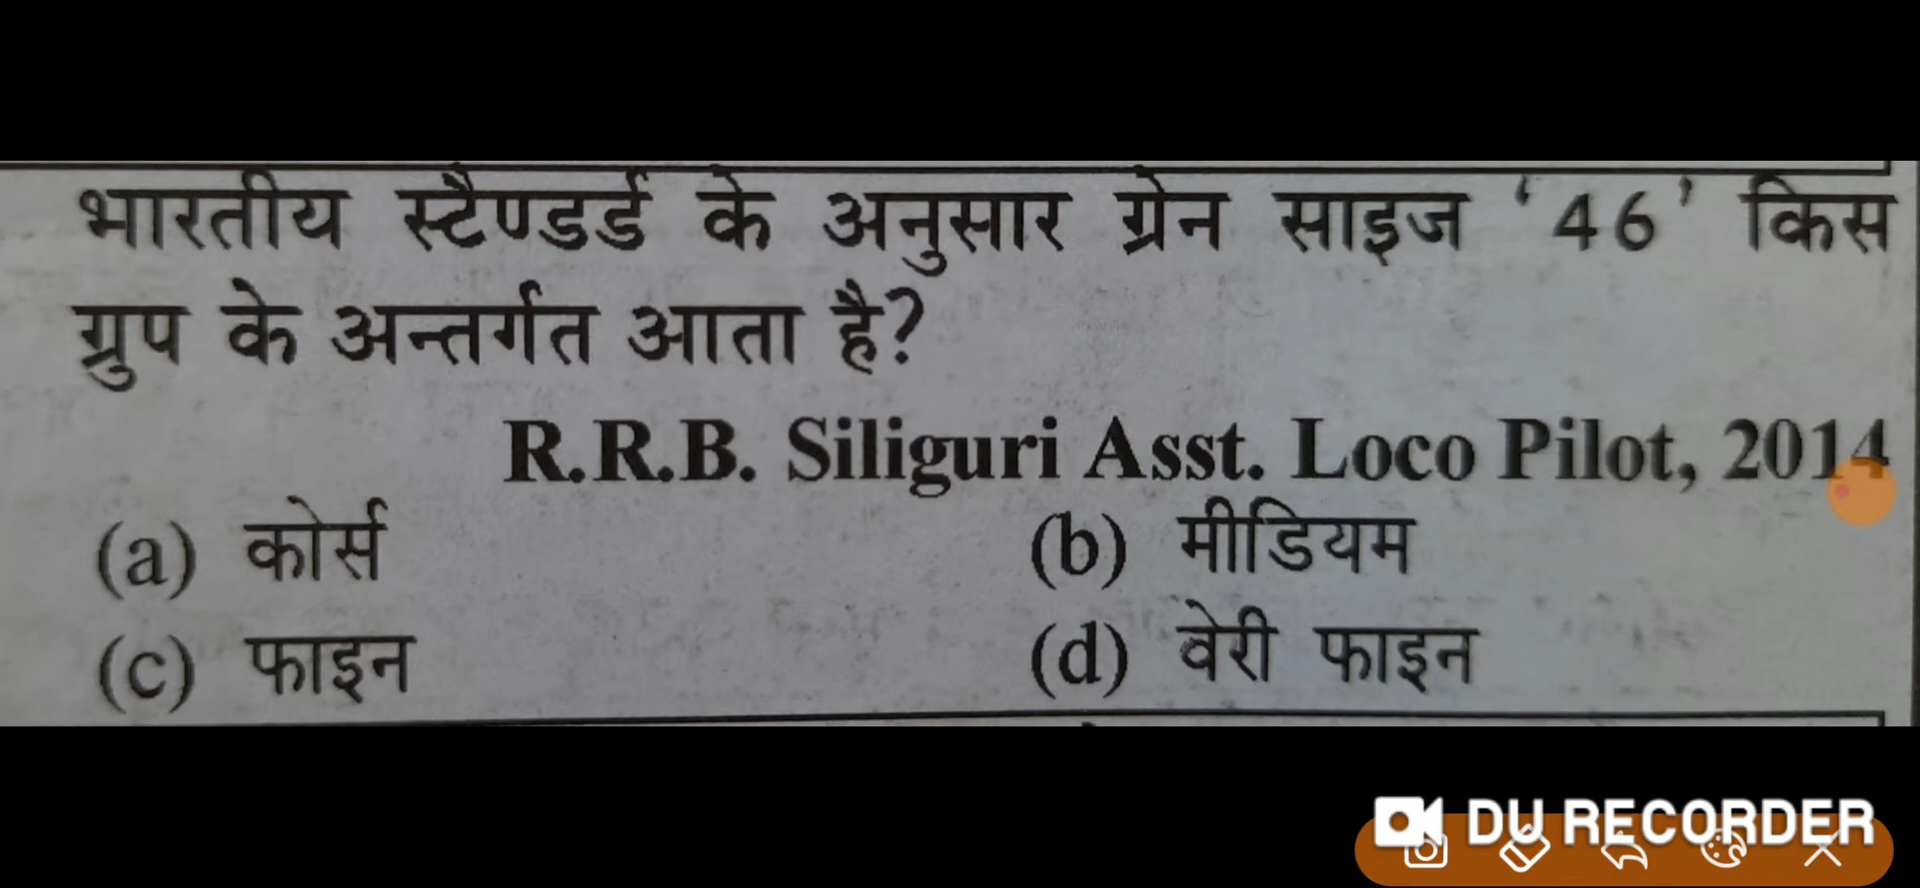 भारतीय स्टैण्डर्ड के अनुसार ग्रेन साइज '46' किस
ग्रुप के अन्तर्गत आता है?
R.R.B. Siliguri Asst. Loco Pilot, 2014
(a) कोर्स (b) मीडियम
(c) फाइन (d) वेरी फाइन
DU RECORDER